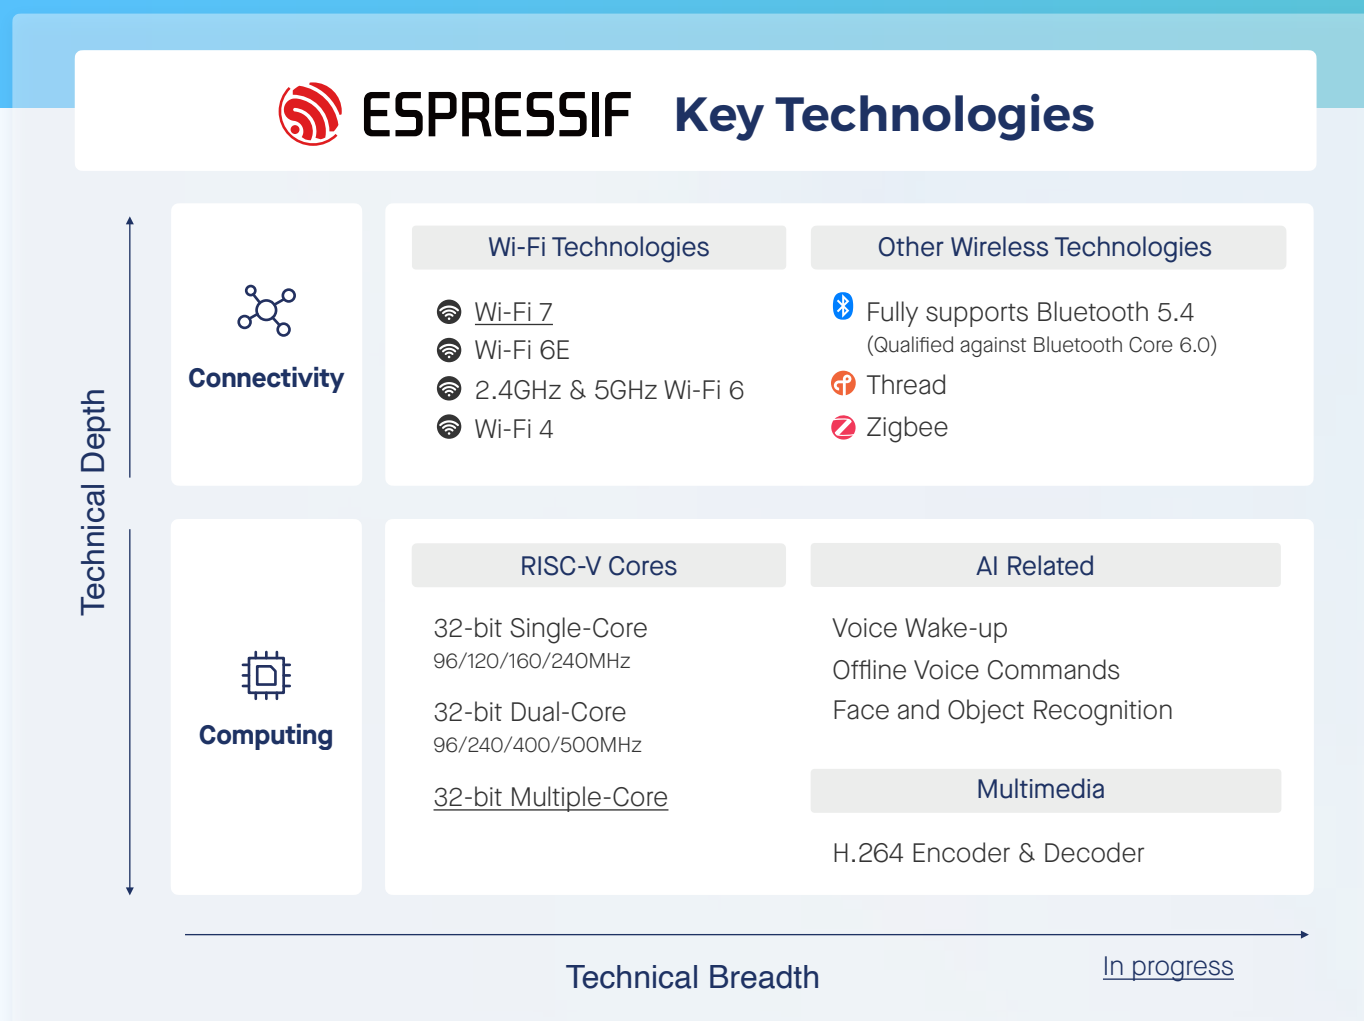 ESPRESSIF Key Technologies
Technical Depth
Connectivity
Wi-Fi Technologies
Wi-Fi 7
Wi-Fi 6E
2.4GHz & 5GHz Wi-Fi 6
Wi-Fi 4
Other Wireless Technologies
Fully supports Bluetooth 5.4
(Qualified against Bluetooth Core 6.0)
Thread
Zigbee
Computing
RISC-V Cores
32-bit Single-Core
96/120/160/240MHz
32-bit Dual-Core
96/240/400/500MHz
32-bit Multiple-Core
AI Related
Voice Wake-up
Offline Voice Commands
Face and Object Recognition
Multimedia
H.264 Encoder & Decoder
Technical Breadth
In progress